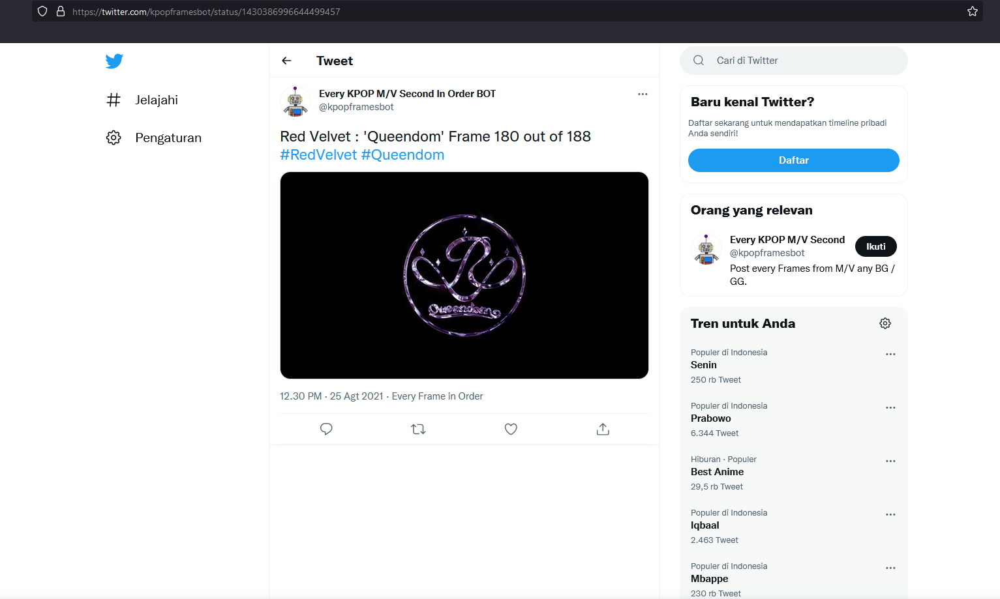 https://twitter.com/kpopframesbot/status/1430386996644499457
Jelajahi
Pengaturan
Tweet
Every KPOP M/V Second In Order BOT
@kpopframesbot
Red Velvet : 'Queendom' Frame 180 out of 188
#RedVelvet #Queendom
R
Queendom
12.30 PM · 25 Agt 2021 · Every Frame in Order
Cari di Twitter
Baru kenal Twitter?
Daftar sekarang untuk mendapatkan timeline pribadi
Anda sendiri!
Daftar
Orang yang relevan
Every KPOP M/V Second
@kpopframesbot
Ikuti
Post every Frames from M/V any BG /
GG.
Tren untuk Anda
Populer di Indonesia
Senin
250 rb Tweet
Populer di Indonesia
Prabowo
6.344 Tweet
Hiburan · Populer
Best Anime
29,5 rb Tweet
Populer di Indonesia
Iqbaal
2.463 Tweet
Populer di Indonesia
Mbappe
230 rb Tweet